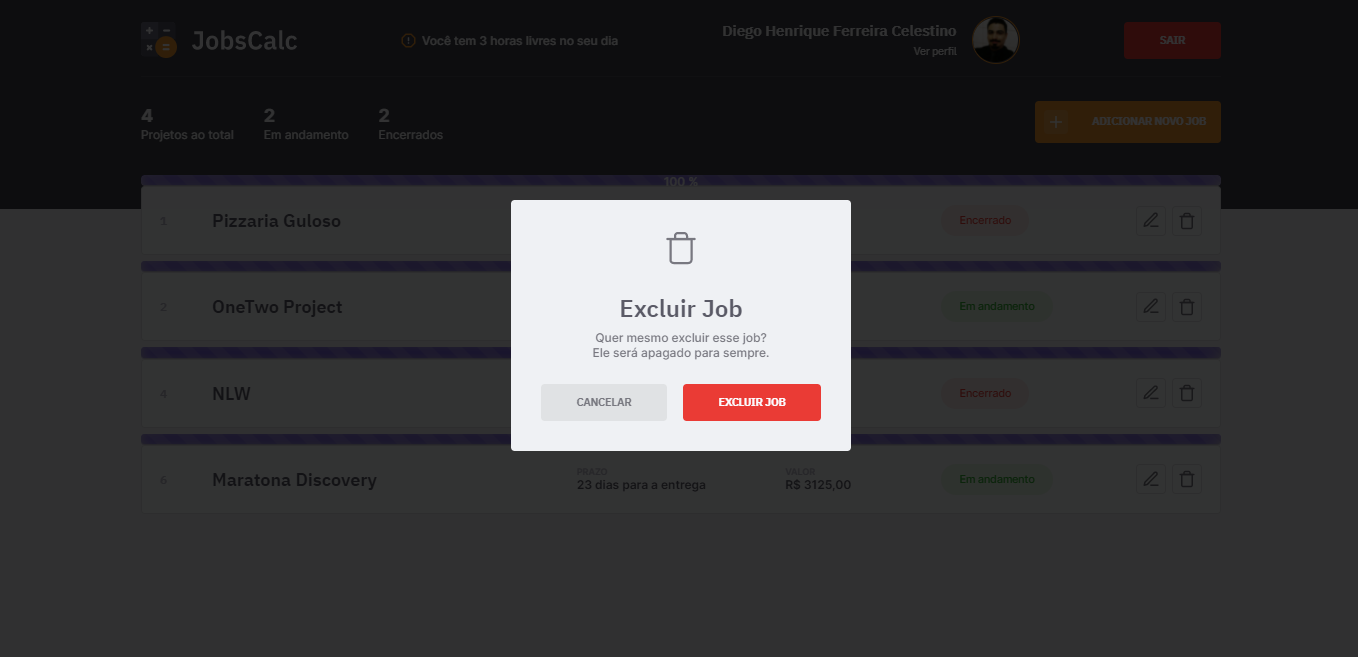 JobsCalc
Você tem 3 horas livres no seu dia
Diego Henrique Ferreira Celestino
Ver perfil
SAIR
4
Projetos ao total
2
Em andamento
2
Encerrados
ADICIONAR NOVO JOB
100 %
1
Pizzaria Guloso
Encerrado
2
OneTwo Project
Em andamento
4
NLW
Encerrado
Excluir Job
Quer mesmo excluir esse job?
Ele será apagado para sempre.
CANCELAR
EXCLUIR JOB
6
Maratona Discovery
PRAZO
23 dias para a entrega
VALOR
R$ 3125,00
Em andamento